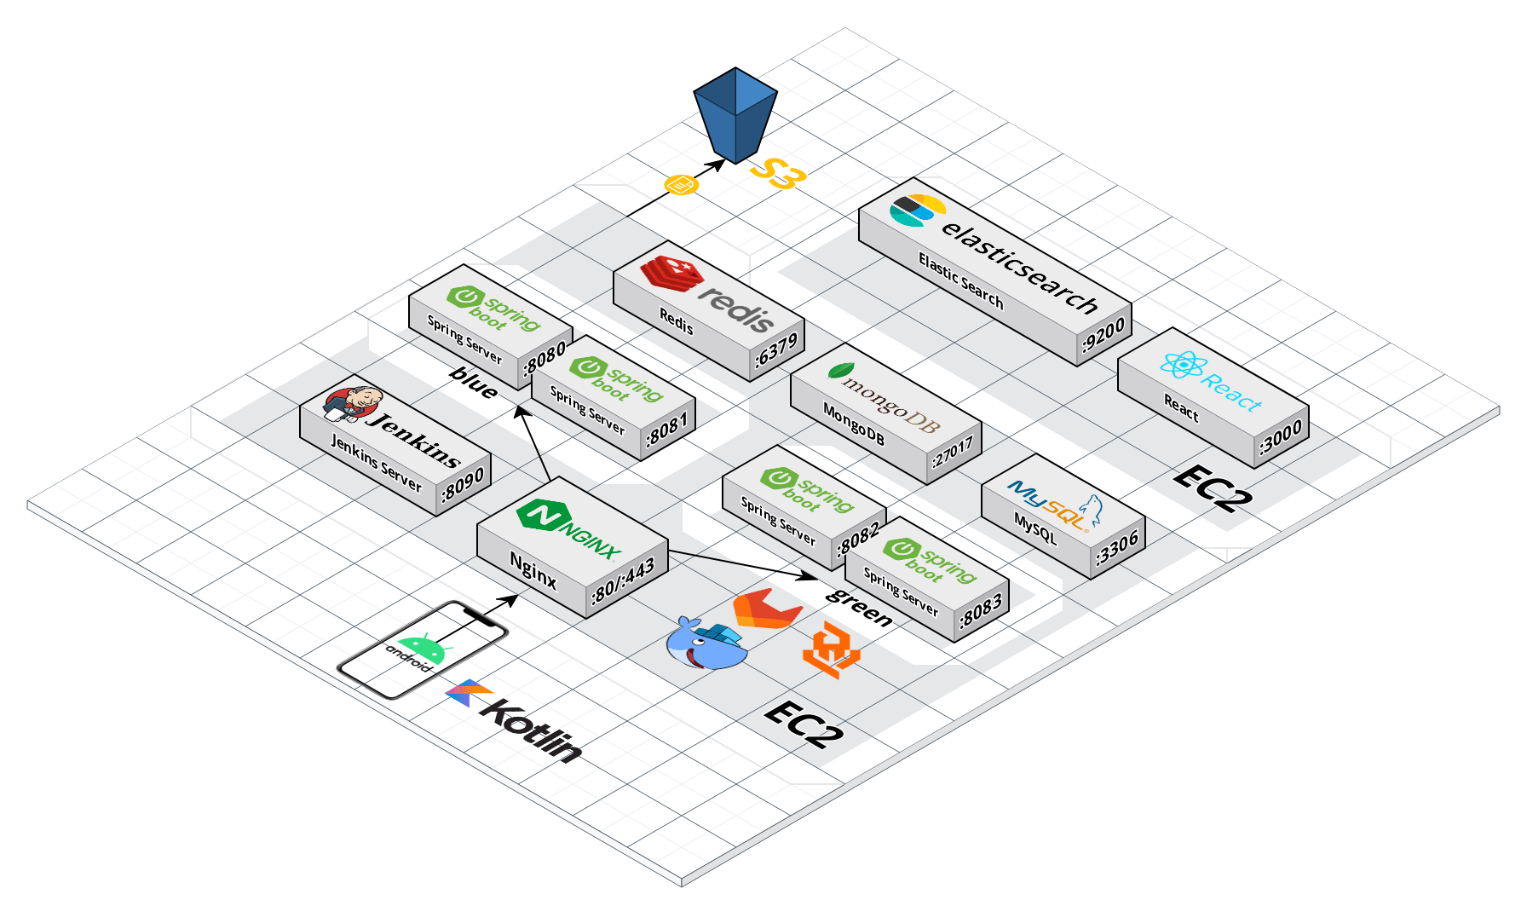 S3
elasticsearch
Elastic Search
:9200
redis
Redis
:6379
spring
boot
Spring Server
:8080
spring
boot
Spring Server
:8081
blue
React
React
:3000
mongoDB
MongoDB
:27017
Jenkins
Jenkins Server
:8090
EC2
MySQL
MySQL
:3306
spring
boot
Spring Server
:8082
spring
boot
Spring Server
:8083
green
N NGINX
Nginx
:80/:443
android
Kotlin
EC2